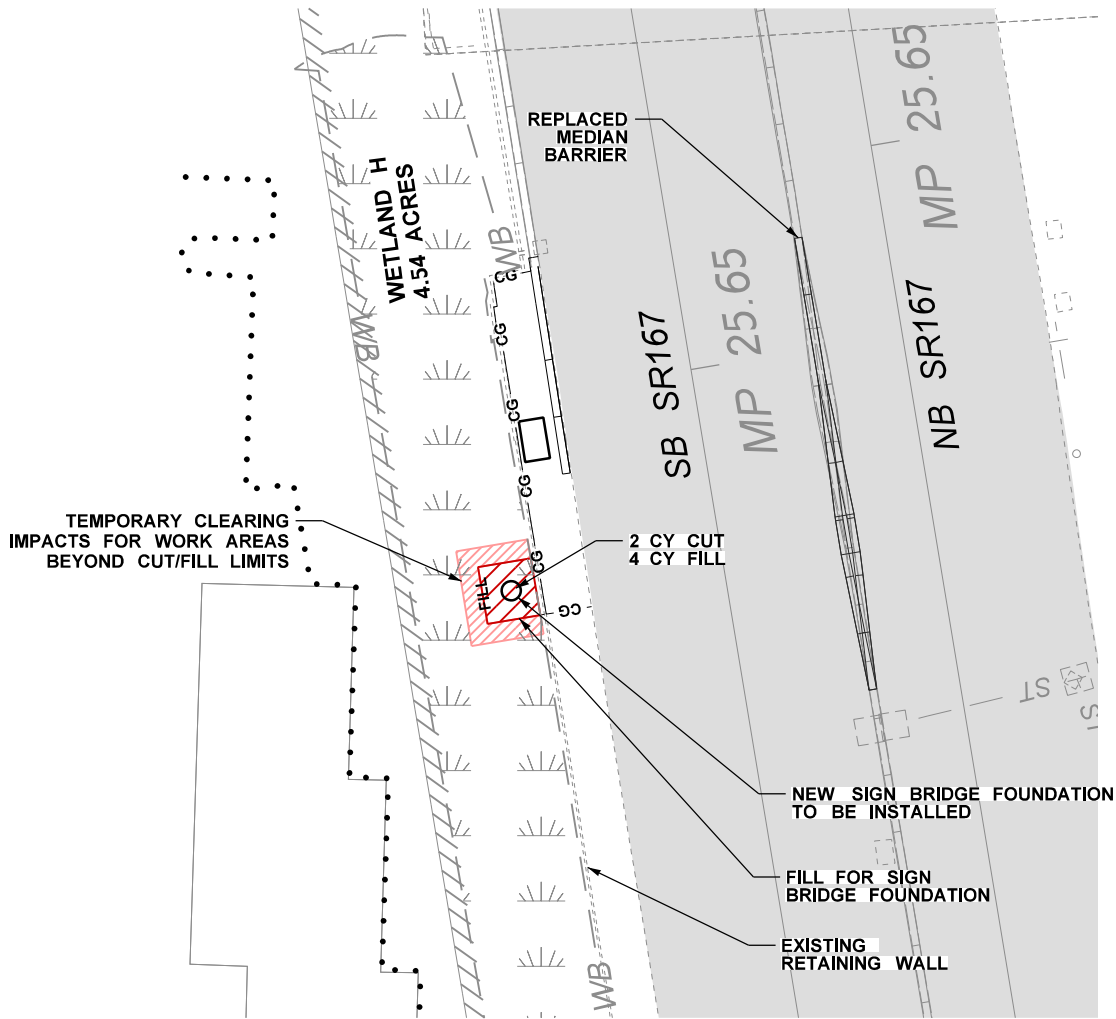 REPLACED
MEDIAN
BARRIER
MP 25.65
WETLAND H
4.54 ACRES
WB
WB
CG
CG
CG
CG
CG
CG
SB SR167
MP 25.65
NB SR167
TEMPORARY CLEARING
IMPACTS FOR WORK AREAS
BEYOND CUT/FILL LIMITS
2 CY CUT
4 CY FILL
FILL
ST
ST
NEW SIGN BRIDGE FOUNDATION
TO BE INSTALLED
FILL FOR SIGN
BRIDGE FOUNDATION
EXISTING
RETAINING WALL
WB